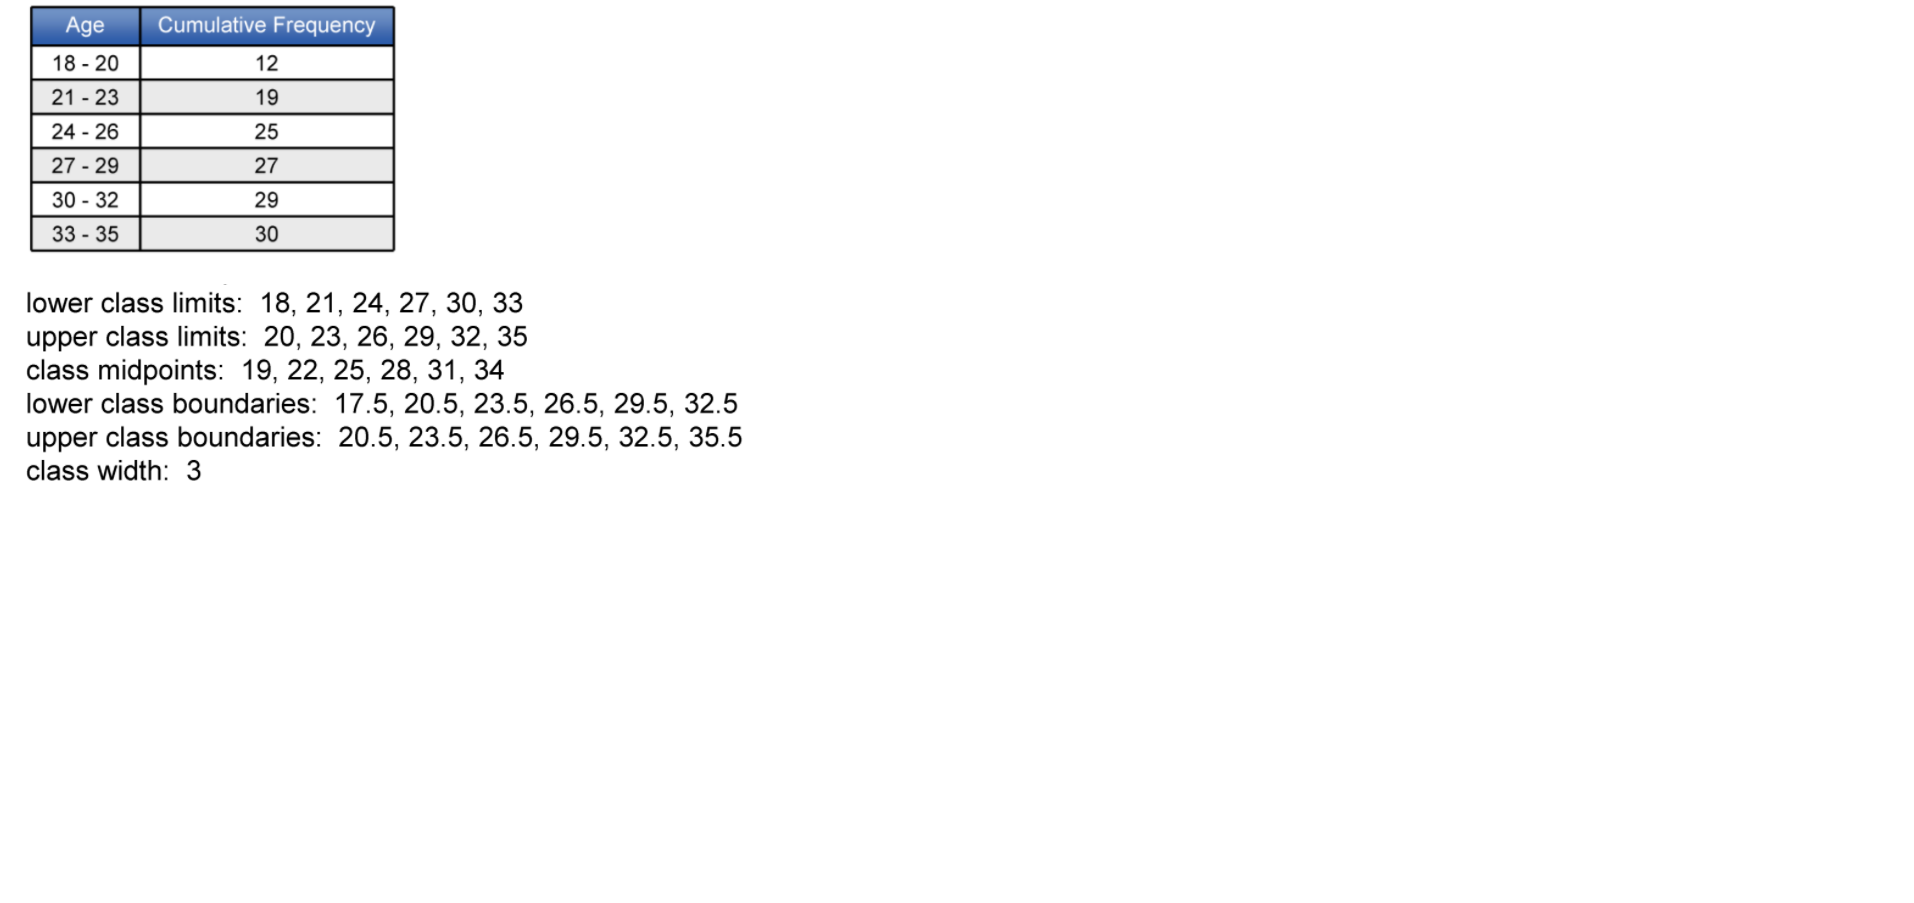 Age Cumulative Frequency
18 - 20 12
21 - 23 19
24 - 26 25
27 - 29 27
30 - 32 29
33 - 35 30
lower class limits: 18, 21, 24, 27, 30, 33
upper class limits: 20, 23, 26, 29, 32, 35
class midpoints: 19, 22, 25, 28, 31, 34
lower class boundaries: 17.5, 20.5, 23.5, 26.5, 29.5, 32.5
upper class boundaries: 20.5, 23.5, 26.5, 29.5, 32.5, 35.5
class width: 3